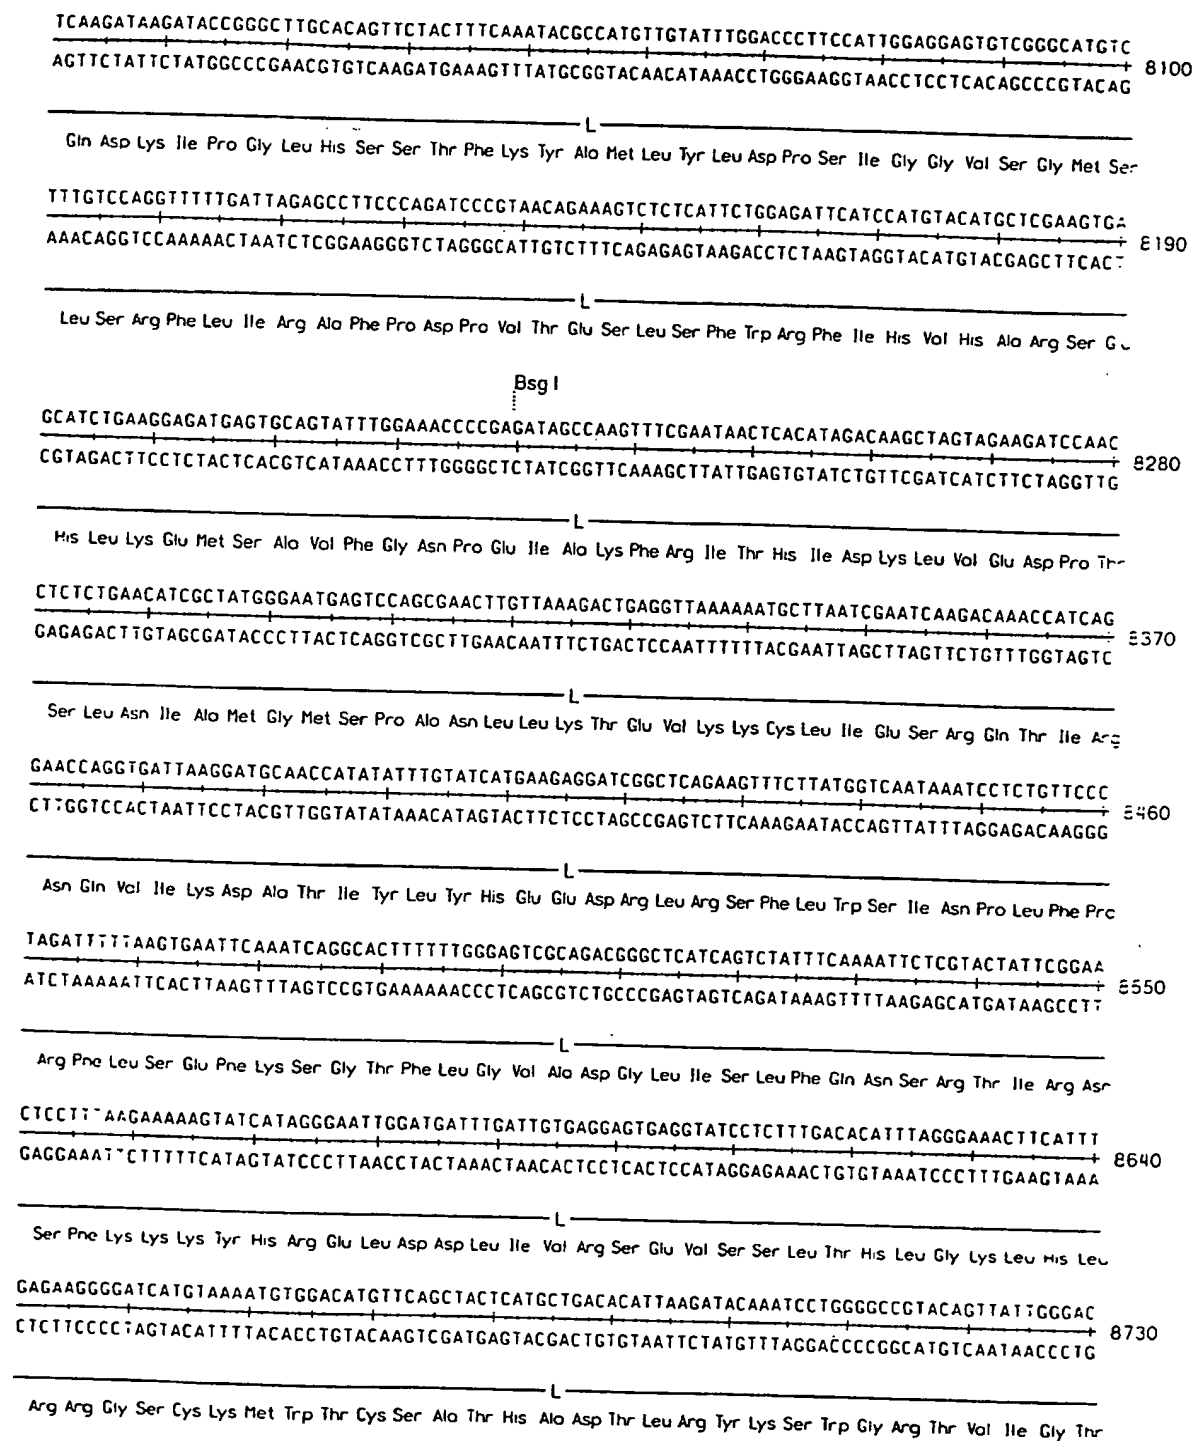 TCAAGATAAGATACCGGGCTTGCACAGTTCTACTTTCAAATACGCCATGTTGTATTTGGACCCTTCCATTGGAGGAGTGTCGGGCATGTC
8100
AGTTCTATTCTATGGCCCGAACGTGTCAAGATGAAAGTTTATGCGGTACAACATAAACCTGGGAAGGTAACCTCCTCACAGCCCGTACAG
L
Gln Asp Lys Ile Pro Gly Leu His Ser Ser Thr Phe Lys Tyr Ala Met Leu Tyr Leu Asp Pro Ser Ile Gly Gly Val Ser Gly Met Ser
TTTGTCCAGGTTTTTGATTAGAGCCTTCCCAGATCCCGTAACAGAAAGTCTCTCATTCTGGAGATTCATCCATGTACATGCTCGAAGTGA
8190
AAACAGGTCCAAAAACTAATCTCGGAAGGGTCTAGGGCATTGTCTTTCAGAGAGTAAGACCTCTAAGTAGGTACATGTACGAGCTTCACT
L
Leu Ser Arg Phe Leu Ile Arg Ala Phe Pro Asp Pro Val Thr Glu Ser Leu Ser Phe Trp Arg Phe Ile His Val His Ala Arg Ser
Bsg I
GCATCTGAAGGAGATGAGTGCAGTATTTGGAAACCCCGAGATAGCCAAGTTTCGAATAACTCACATAGACAAGCTAGTAGAAGATCCAAC
8280
CGTAGACTTCCTCTACTCACGTCATAAACCTTTGGGGCTCTATCGGTTCAAAGCTTATTGAGTGTATCTGTTCGATCATCTTCTAGGTTG
L
His Leu Lys Glu Met Ser Ala Val Phe Gly Asn Pro Glu Ile Ala Lys Phe Arg Ile Thr His Ile Asp Lys Leu Val Glu Asp Pro Thr
CTCTCTGAACATCGCTATGGGAATGAGTCCAGCGAACTTGTTAAAGACTGAGGTTAAAAAATGCTTAATCGAATCAAGACAAACCATCAG
8370
GAGAGACTTGTAGCGATACCCTTACTCAGGTCGCTTGAACAATTTCTGACTCCAATTTTTTACGAATTAGCTTAGTTCTGTTTGGTAGTC
L
Ser Leu Asn Ile Ala Met Gly Met Ser Pro Ala Asn Leu Leu Lys Thr Glu Val Lys Lys Cys Leu Ile Glu Ser Arg Gln Thr Ile Arg
GAACCAGGTGATTAAGGATGCAACCATATATTTGTATCATGAAGAGGATCGGCTCAGAAGTTTCTTATGGTCAATAAATCCTCTGTTCCC
8460
CTTGGTCCACTAATTCCTACGTTGGTATATAAACATAGTACTTCTCCTAGCCGAGTCTTCAAAGAATACCAGTTATTTAGGAGACAAGGG
L
Asn Gln Val Ile Lys Asp Ala Thr Ile Tyr Leu Tyr His Glu Glu Asp Arg Leu Arg Ser Phe Leu Trp Ser Ile Asn Pro Leu Phe Pro
TAGATTTTTAAGTGAATTCAAATCAGGCACTTTTTTGGGAGTCGCAGACGGGCTCATCAGTCTATTTCAAAATTCTCGTACTATTCGGAA
8550
ATCTAAAAATTCACTTAAGTTTAGTCCGTGAAAAAACCCTCAGCGTCTGCCCGAGTAGTCAGATAAAGTTTTAAGAGCATGATAAGCCTT
L
Arg Phe Leu Ser Glu Phe Lys Ser Gly Thr Phe Leu Gly Val Ala Asp Gly Leu Ile Ser Leu Phe Gln Asn Ser Arg Thr Ile Arg Asn
CTCCTTTAAGAAAAAGTATCATAGGGAATTGGATGATTTGATTGTGAGGAGTGAGGTATCCTCTTTGACACATTTAGGGAAACTTCATTT
8640
GAGGAAATTCTTTTTCATAGTATCCCTTAACCTACTAAACTAACACTCCTCACTCCATAGGAGAAACTGTGTAAATCCCTTTGAAGTAAA
L
Ser Phe Lys Lys Lys Tyr His Arg Glu Leu Asp Asp Leu Ile Val Arg Ser Glu Val Ser Ser Leu Thr His Leu Gly Lys Leu His Leu
GAGAAGGGGATCATGTAAAATGTGGACATGTTCAGCTACTCATGCTGACACATTAAGATACAAATCCTGGGGCCGTACAGTTATTGGGAC
8730
CTCTTCCCCTAGTACATTTTACACCTGTACAAGTCGATGAGTACGACTGTGTAATTCTATGTTTAGGACCCCGGCATGTCAATAACCCTG
L
Arg Arg Gly Ser Cys Lys Met Trp Thr Cys Ser Ala Thr His Ala Asp Thr Leu Arg Tyr Lys Ser Trp Gly Arg Thr Val Ile Gly Thr